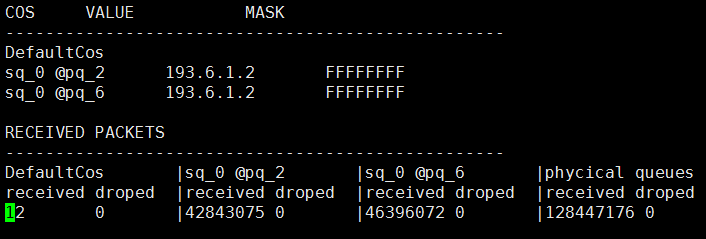 COS VALUE MASK
--------------------------------------------------
DefaultCos
sq_0 @pq_2 193.6.1.2 FFFFFFFF
sq_0 @pq_6 193.6.1.2 FFFFFFFF
RECEIVED PACKETS
--------------------------------------------------
DefaultCos |sq_0 @pq_2 |sq_0 @pq_6 |phycical queues
received droped |received droped |received droped |received droped
12 0 |42843075 0 |46396072 0 |128447176 0